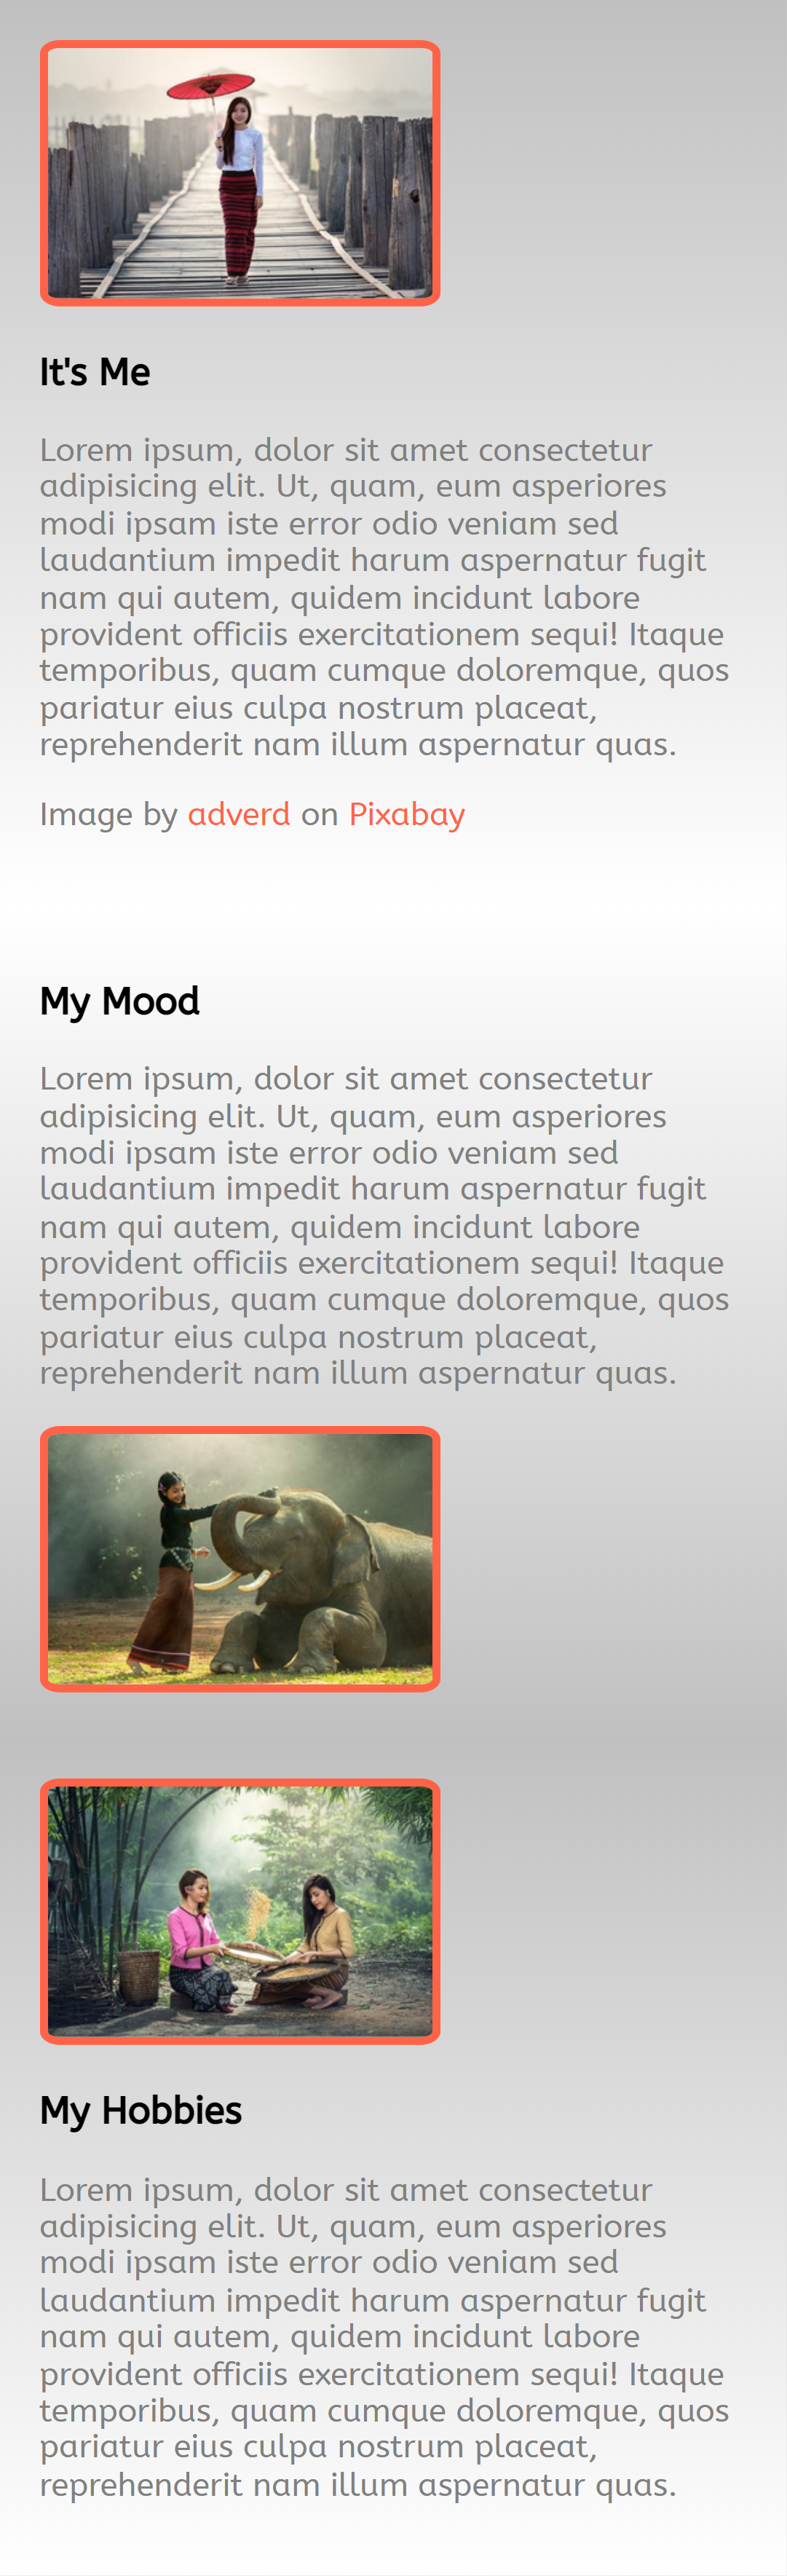 It's Me
Lorem ipsum, dolor sit amet consectetur
adipisicing elit. Ut, quam, eum asperiores
modi ipsam iste error odio veniam sed
laudantium impedit harum aspernatur fugit
nam qui autem, quidem incidunt labore
provident officiis exercitationem sequi! Itaque
temporibus, quam cumque doloremque, quos
pariatur eius culpa nostrum placeat,
reprehenderit nam illum aspernatur quas.
Image by adverd on Pixabay
My Mood
Lorem ipsum, dolor sit amet consectetur
adipisicing elit. Ut, quam, eum asperiores
modi ipsam iste error odio veniam sed
laudantium impedit harum aspernatur fugit
nam qui autem, quidem incidunt labore
provident officiis exercitationem sequi! Itaque
temporibus, quam cumque doloremque, quos
pariatur eius culpa nostrum placeat,
reprehenderit nam illum aspernatur quas.
My Hobbies
Lorem ipsum, dolor sit amet consectetur
adipisicing elit. Ut, quam, eum asperiores
modi ipsam iste error odio veniam sed
laudantium impedit harum aspernatur fugit
nam qui autem, quidem incidunt labore
provident officiis exercitationem sequi! Itaque
temporibus, quam cumque doloremque, quos
pariatur eius culpa nostrum placeat,
reprehenderit nam illum aspernatur quas.